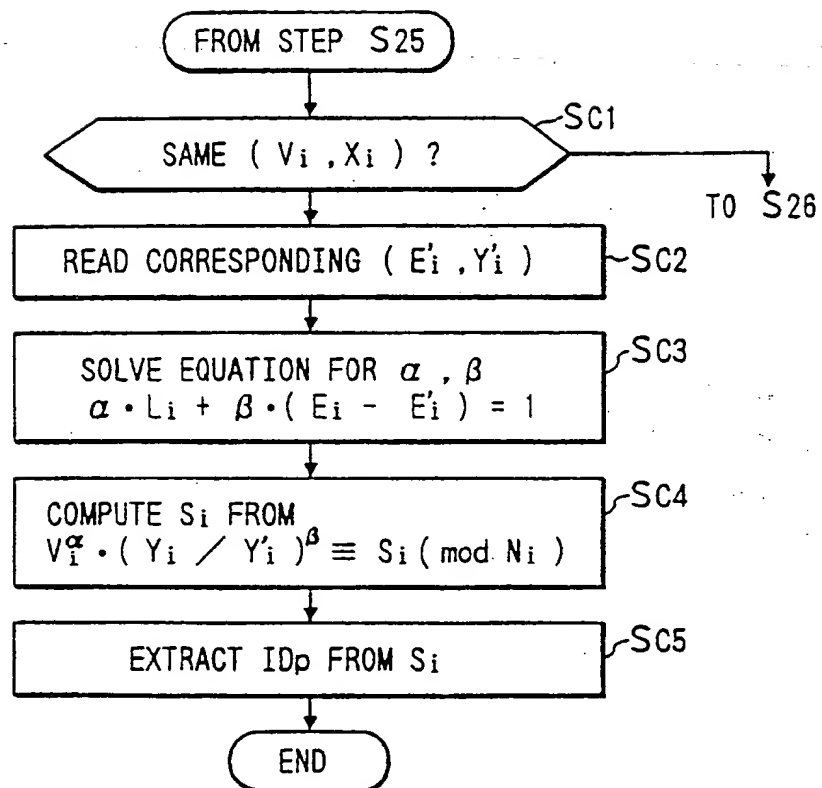 FROM STEP S25
SC1
SAME ( Vi , Xi ) ?
TO S26
READ CORRESPONDING ( E'i , Y'i )
SC2
SC3
SOLVE EQUATION FOR α , β
α · Li + β · ( Ei - E'i ) = 1
SC4
COMPUTE Si FROM
Vi^α · ( Yi / Y'i )^β ≡ Si ( mod Ni )
EXTRACT IDp FROM Si
SC5
END